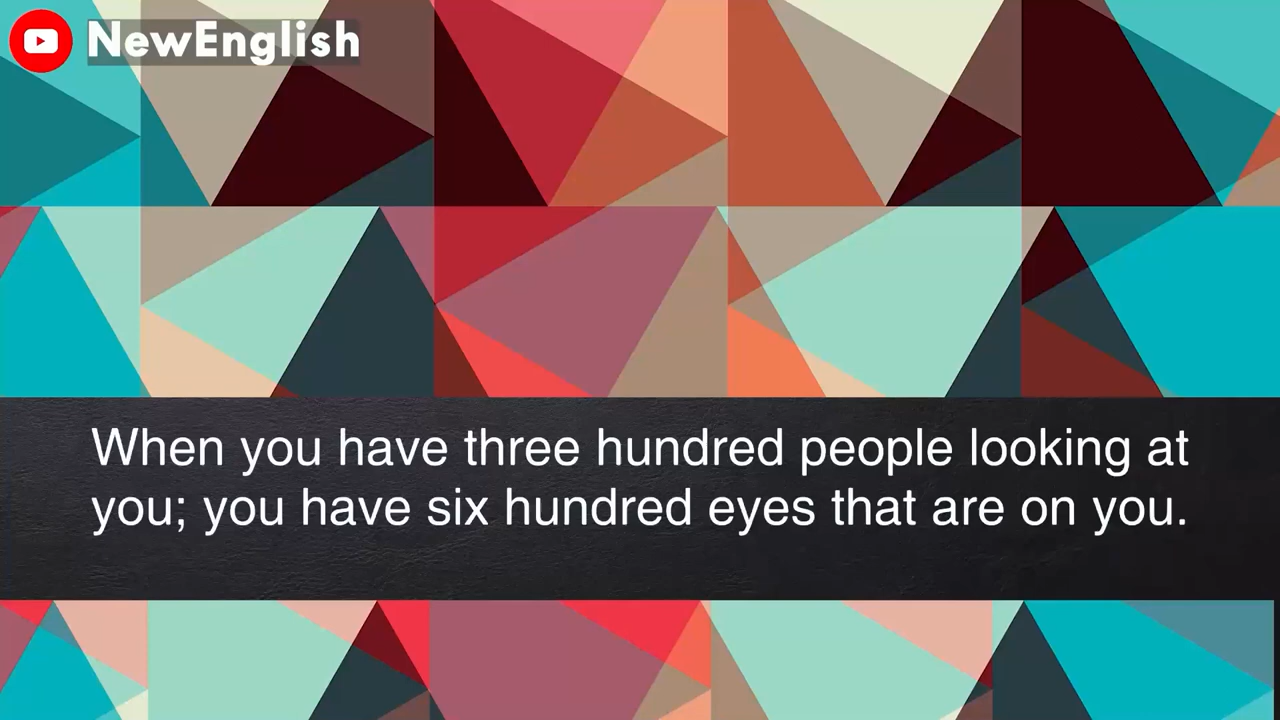 NewEnglish
When you have three hundred people looking at
you; you have six hundred eyes that are on you.